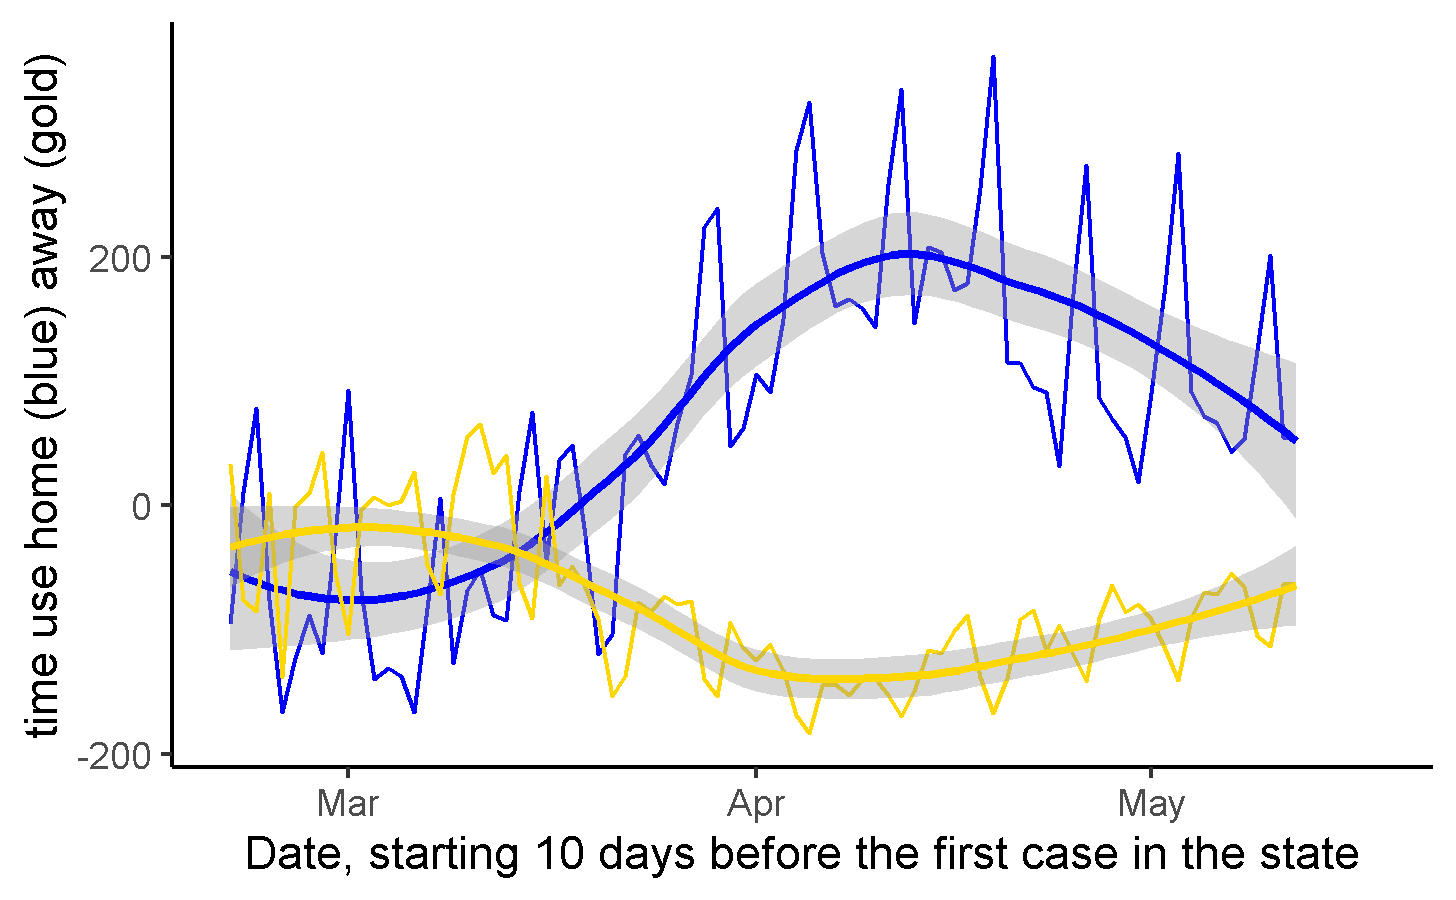 time use home (blue) away (gold)
200
0
-200
Mar
Apr
May
Date, starting 10 days before the first case in the state